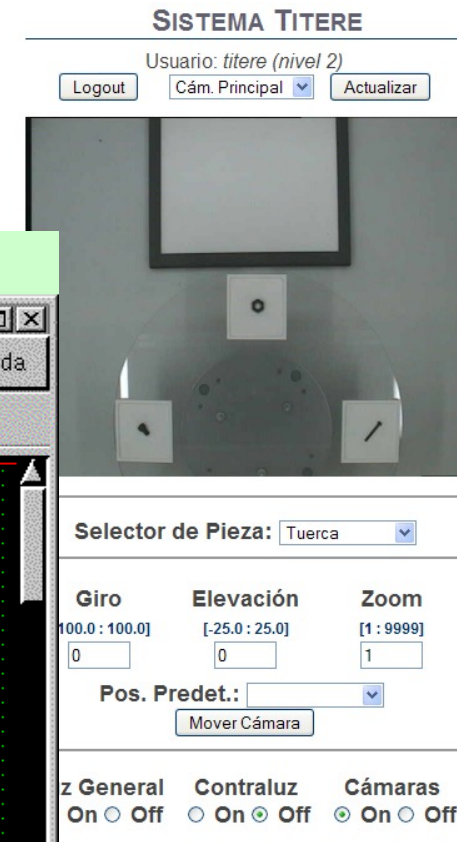 SISTEMA TITERE
Usuario: titere (nivel 2)
Logout Cám. Principal Actualizar
da
Selector de Pieza: Tuerca
Giro Elevación Zoom
100.0 : 100.0] [-25.0 : 25.0] [1 : 9999]
0 0 1
Pos. Predet.:
Mover Cámara
z General Contraluz Cámaras
On Off On Off On Off